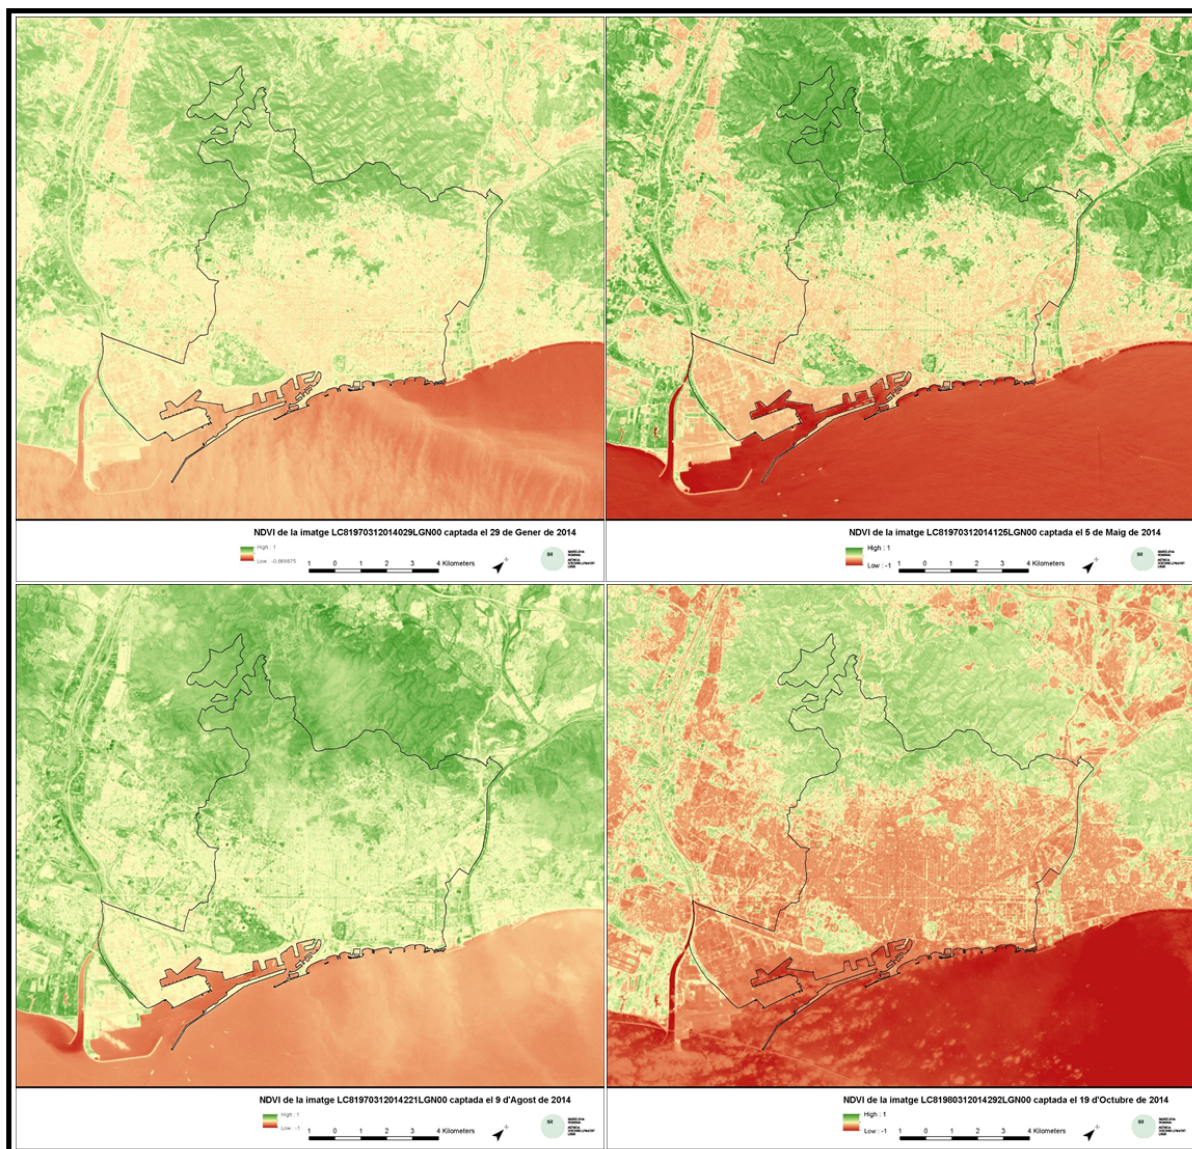 NDVI de la imatge LC81970312014029LGN00 captada el 29 de Gener de 2014
High : 1
Low : -0,866675
1 0 1 2 3 4 Kilometers
NDVI de la imatge LC81970312014125LGN00 captada el 5 de Maig de 2014
High : 1
Low : -1
1 0 1 2 3 4 Kilometers
NDVI de la imatge LC81970312014221LGN00 captada el 9 d'Agost de 2014
High : 1
Low : -1
1 0 1 2 3 4 Kilometers
NDVI de la imatge LC81980312014292LGN00 captada el 19 d'Octubre de 2014
High : 1
Low : -1
1 0 1 2 3 4 Kilometers